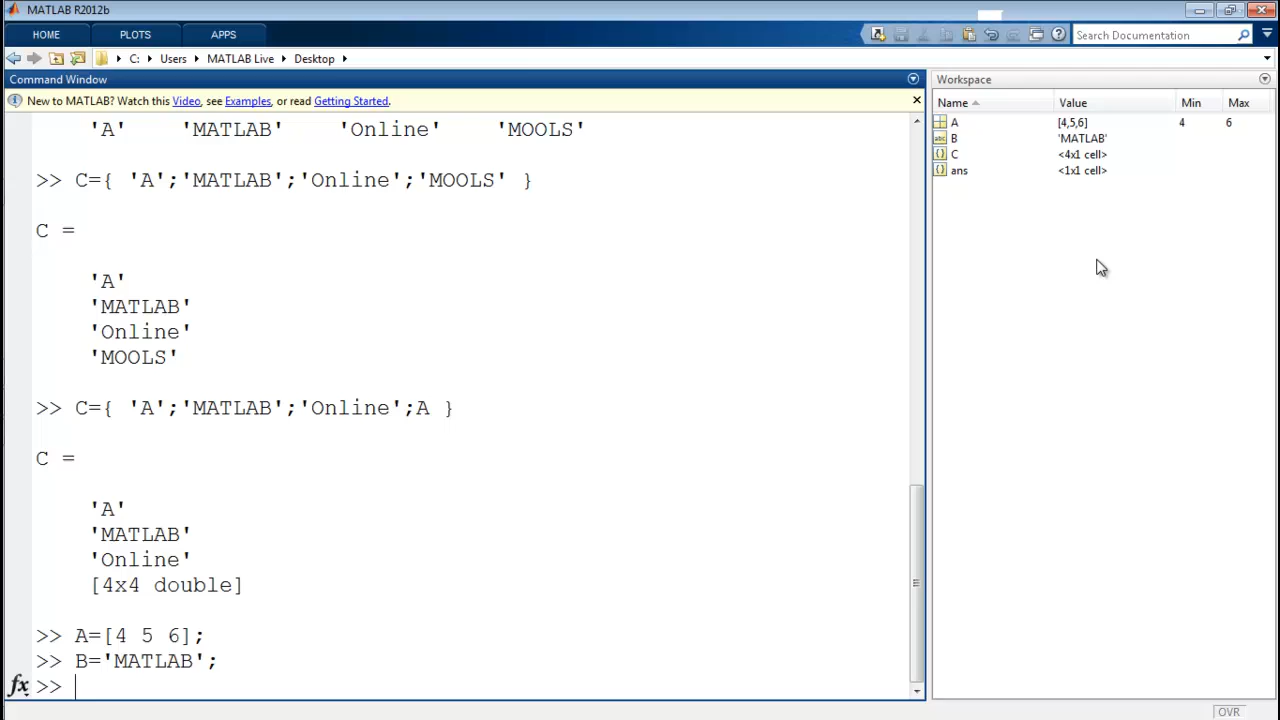 MATLAB R2012b
HOME PLOTS APPS Search Documentation
C: Users MATLAB Live Desktop
Command Window
New to MATLAB? Watch this Video, see Examples, or read Getting Started.
'A' 'MATLAB' 'Online' 'MOOLS'
>> C={ 'A';'MATLAB';'Online';'MOOLS' }
C =
'A'
'MATLAB'
'Online'
'MOOLS'
>> C={ 'A';'MATLAB';'Online';A }
C =
'A'
'MATLAB'
'Online'
[4x4 double]
>> A=[4 5 6];
>> B='MATLAB';
fx >>
Workspace
Name Value Min Max
A [4,5,6] 4 6
abc B 'MATLAB'
{} C <4x1 cell>
{} ans <1x1 cell>
OVR